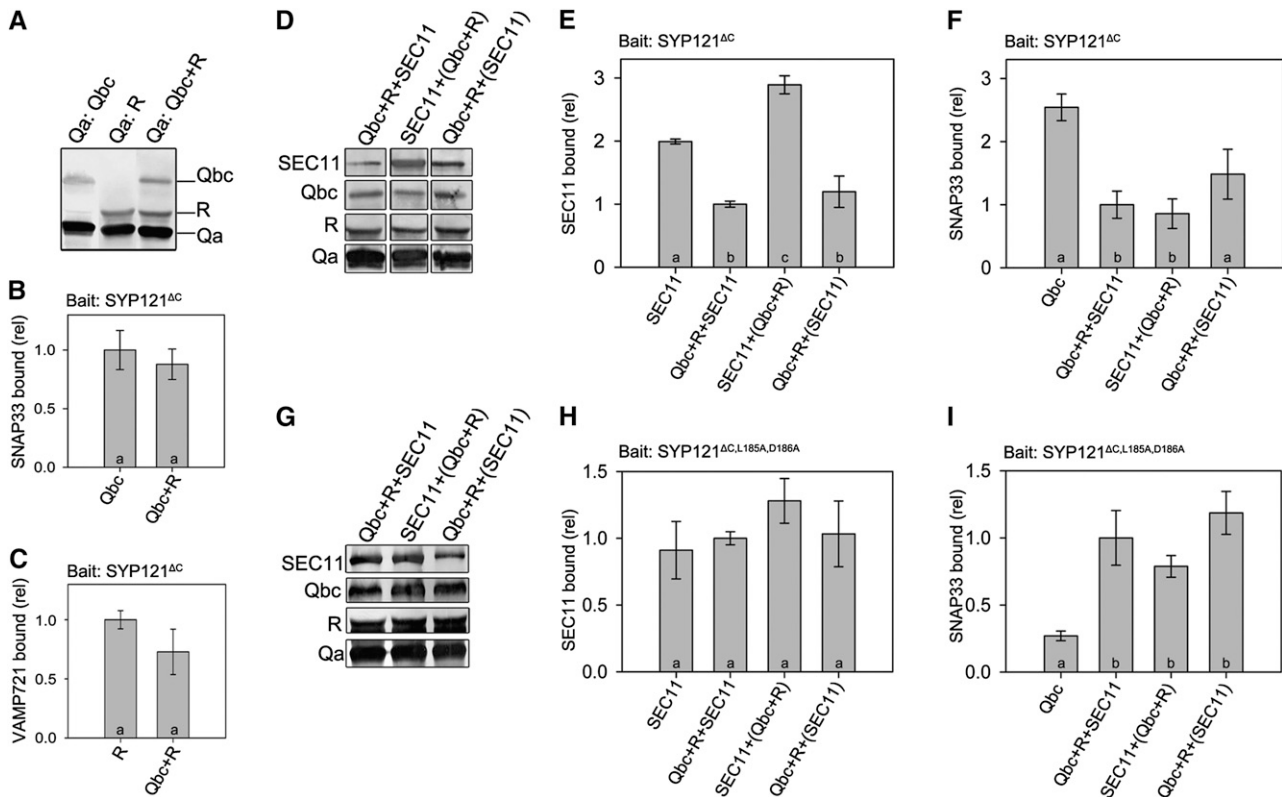 A
Qa: Qbc
Qa: R
Qa: Qbc+R
Qbc
R
Qa
B
Bait: SYP121ΔC
SNAP33 bound (rel)
1.0
0.5
0.0
a
a
Qbc
Qbc+R
C
Bait: SYP121ΔC
VAMP721 bound (rel)
1.0
0.5
0.0
a
a
R
Qbc+R
D
Qbc+R+SEC11
SEC11+(Qbc+R)
Qbc+R+(SEC11)
SEC11
Qbc
R
Qa
E
Bait: SYP121ΔC
SEC11 bound (rel)
3
2
1
0
a
b
c
b
SEC11
Qbc+R+SEC11
SEC11+(Qbc+R)
Qbc+R+(SEC11)
F
Bait: SYP121ΔC
SNAP33 bound (rel)
3
2
1
0
a
b
b
a
Qbc
Qbc+R+SEC11
SEC11+(Qbc+R)
Qbc+R+(SEC11)
G
Qbc+R+SEC11
SEC11+(Qbc+R)
Qbc+R+(SEC11)
SEC11
Qbc
R
Qa
H
Bait: SYP121ΔC,L185A,D186A
SEC11 bound (rel)
1.5
1.0
0.5
0.0
a
a
a
a
SEC11
Qbc+R+SEC11
SEC11+(Qbc+R)
Qbc+R+(SEC11)
I
Bait: SYP121ΔC,L185A,D186A
SNAP33 bound (rel)
1.5
1.0
0.5
0.0
a
b
b
b
Qbc
Qbc+R+SEC11
SEC11+(Qbc+R)
Qbc+R+(SEC11)